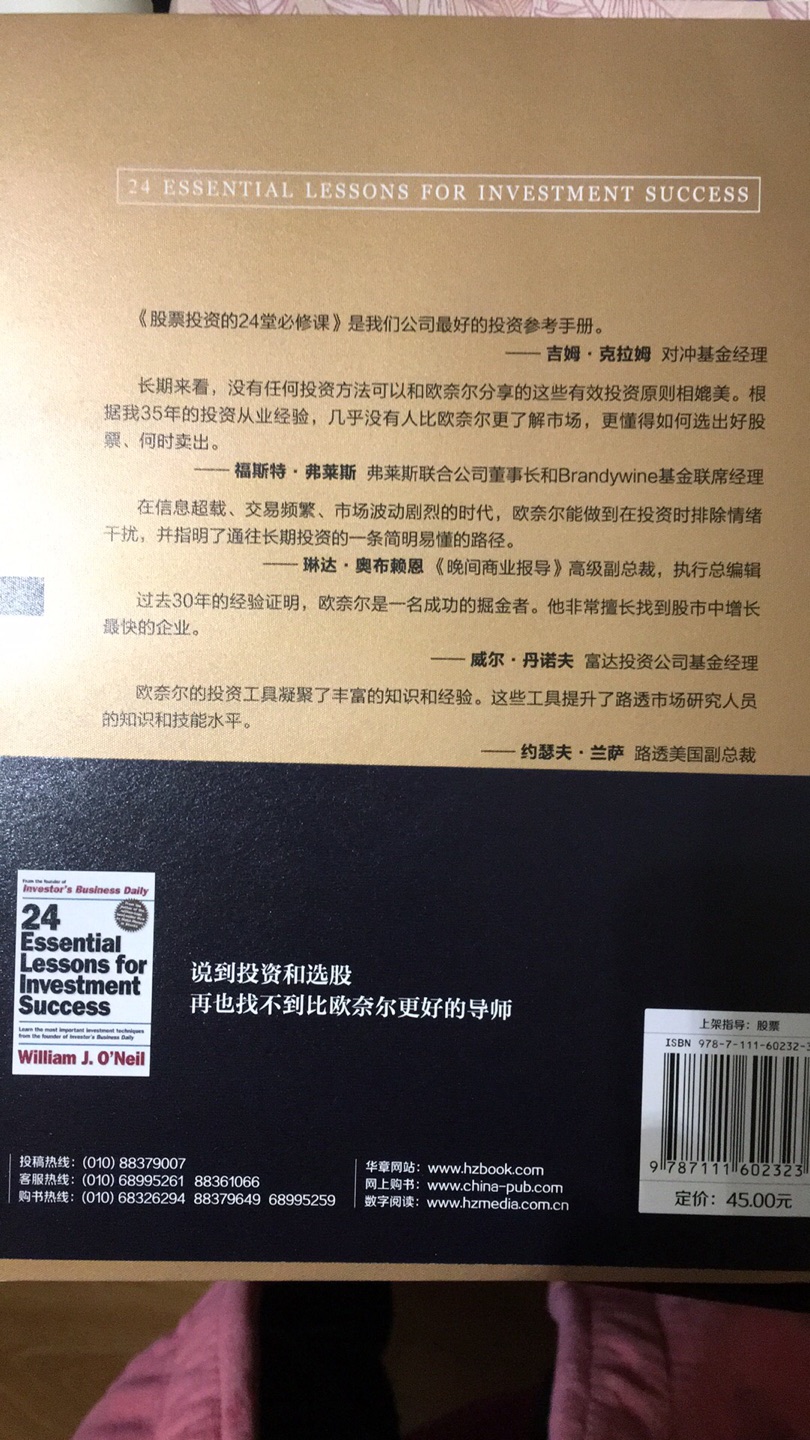 24 ESSENTIAL LESSONS FOR INVESTMENT SUCCESS
《股票投资的24堂必修课》是我们公司最好的投资参考手册。
—— 吉姆·克拉姆 对冲基金经理
长期来看，没有任何投资方法可以和欧奈尔分享的这些有效投资原则相媲美。根
据我35年的投资从业经验，几乎没有人比欧奈尔更了解市场，更懂得如何选出好股
票、何时卖出。
—— 福斯特·弗莱斯 弗莱斯联合公司董事长和Brandywine基金联席经理
在信息超载、交易频繁、市场波动剧烈的时代，欧奈尔能做到在投资时排除情绪
干扰，并指明了通往长期投资的一条简明易懂的路径。
—— 琳达·奥布赖恩《晚间商业报导》高级副总裁，执行总编辑
过去30年的经验证明，欧奈尔是一名成功的掘金者。他非常擅长找到股市中增长
最快的企业。
—— 威尔·丹诺夫 富达投资公司基金经理
欧奈尔的投资工具凝聚了丰富的知识和经验。这些工具提升了路透市场研究人员
的知识和技能水平。
—— 约瑟夫·兰萨 路透美国副总裁
From the founder of
Investor's Business Daily
24
Essential
Lessons for
Investment
Success
Learn the most important investment techniques
from the founder of Investor's Business Daily
William J. O'Neil
说到投资和选股
再也找不到比欧奈尔更好的导师
上架指导：股票
ISBN 978-7-111-60232-3
9 787111 602323
定价：45.00元
投稿热线：(010) 88379007
客服热线：(010) 68995261 88361066
购书热线：(010) 68326294 88379649 68995259
华章网站：www.hzbook.com
网上购书：www.china-pub.com
数字阅读：www.hzmedia.com.cn